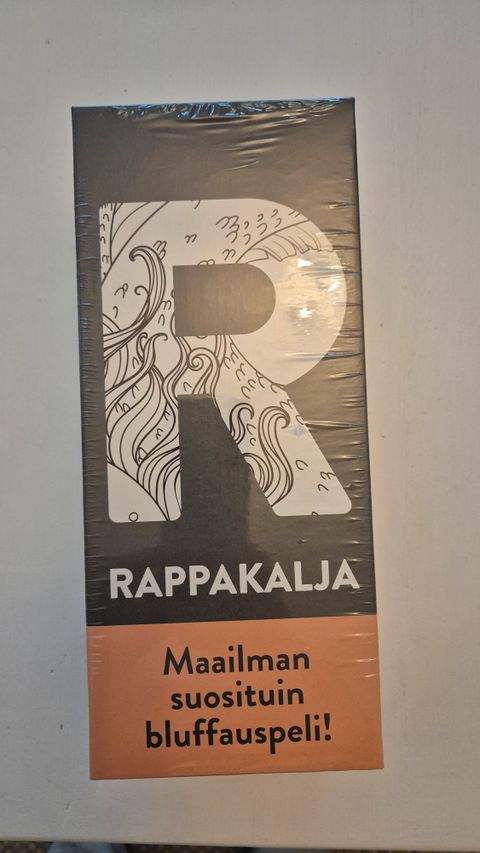 R
RAPPAKALJA
Maailman
suosituin
bluffauspeli!